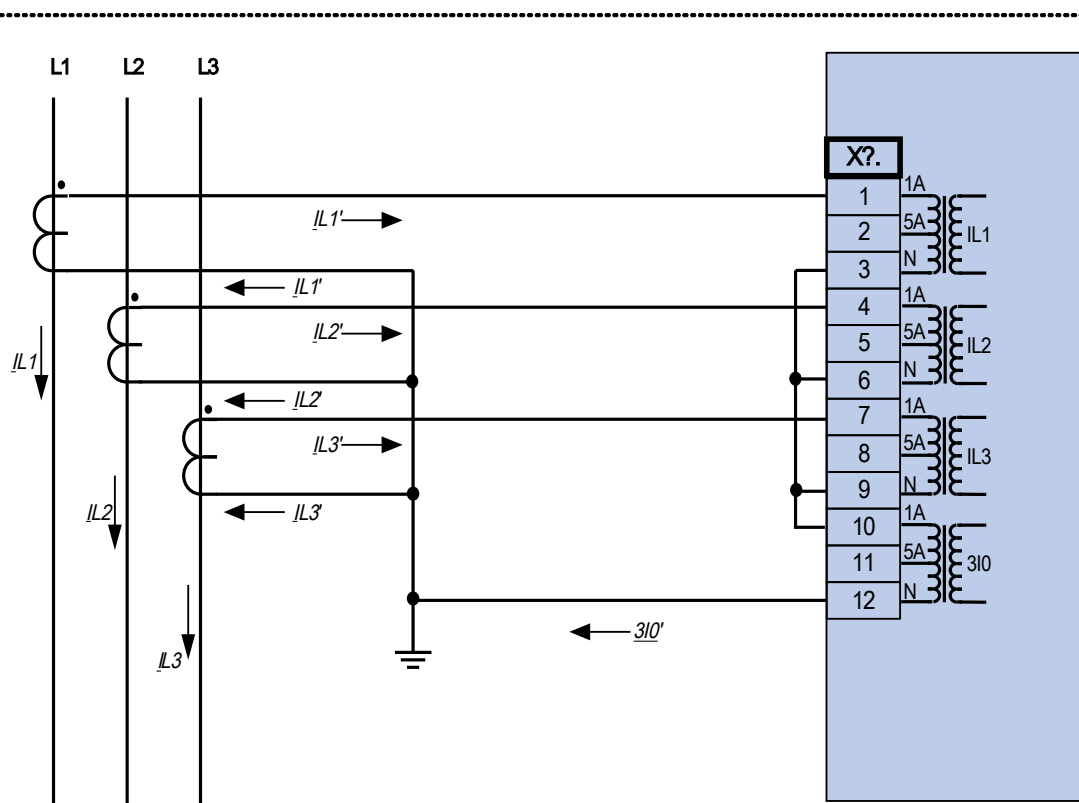 L1 L2 L3
X?.
1 1A
IL1'
2 5A IL1
3 N
IL1'
4 1A
IL2'
5 5A IL2
IL1
6 N
IL2'
7 1A
IL3'
8 5A IL3
9 N
IL2
IL3'
10 1A
11 5A 3I0
12 N
3I0'
IL3